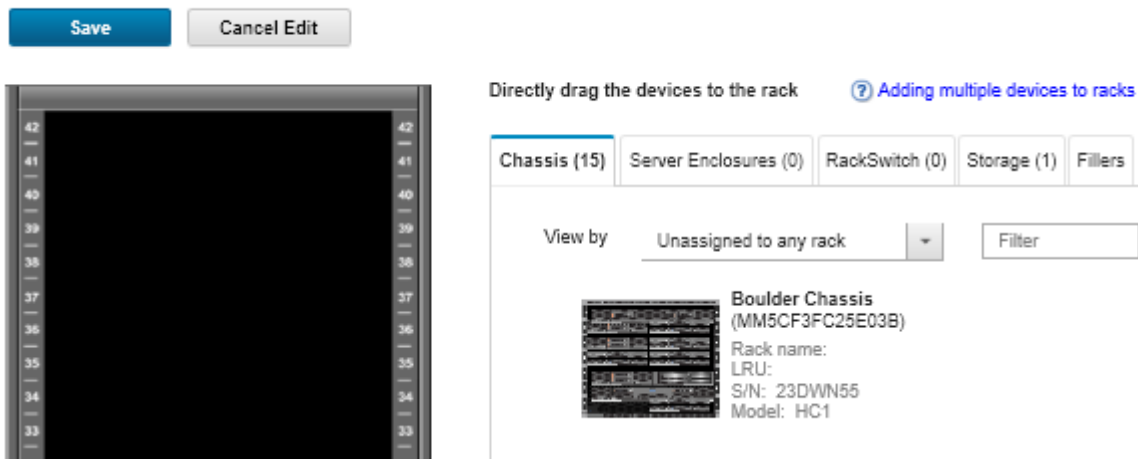 Save
Cancel Edit
Directly drag the devices to the rack
Adding multiple devices to racks
Chassis (15)
Server Enclosures (0)
RackSwitch (0)
Storage (1)
Fillers
View by
Unassigned to any rack
Filter
Boulder Chassis
(MM5CF3FC25E03B)
Rack name:
LRU:
S/N: 23DWN55
Model: HC1
42 42
41 41
40 40
39 39
38 38
37 37
36 36
35 35
34 34
33 33